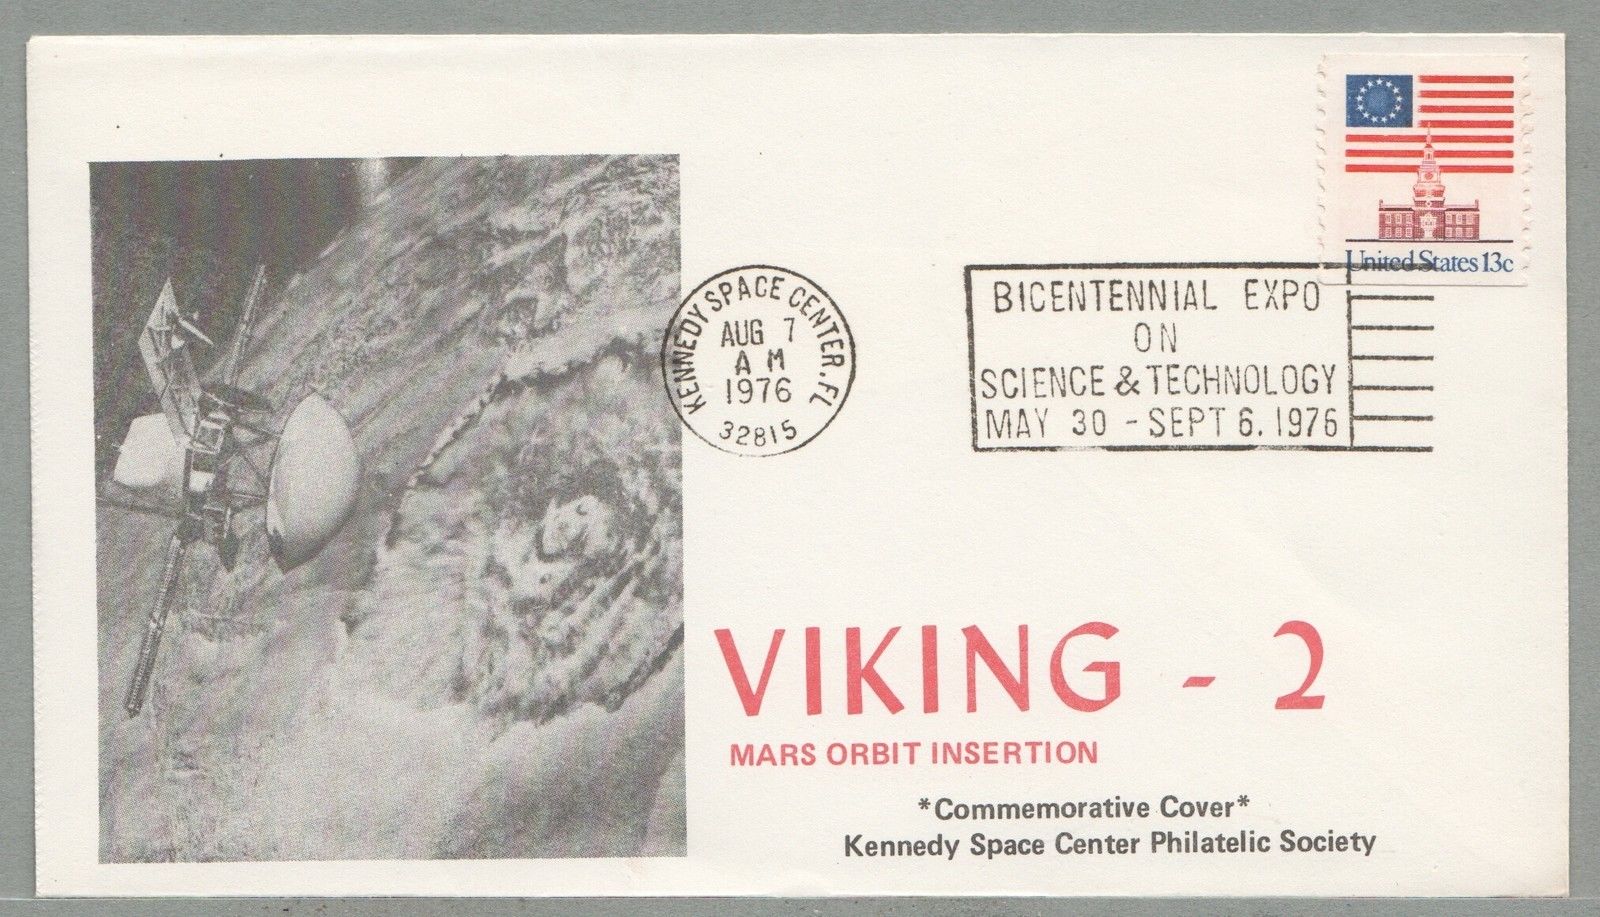 United States 13c
KENNEDY SPACE CENTER, FL
AUG 7
AM
1976
32815
BICENTENNIAL EXPO
ON
SCIENCE & TECHNOLOGY
MAY 30 - SEPT 6. 1976
VIKING - 2
MARS ORBIT INSERTION
*Commemorative Cover*
Kennedy Space Center Philatelic Society